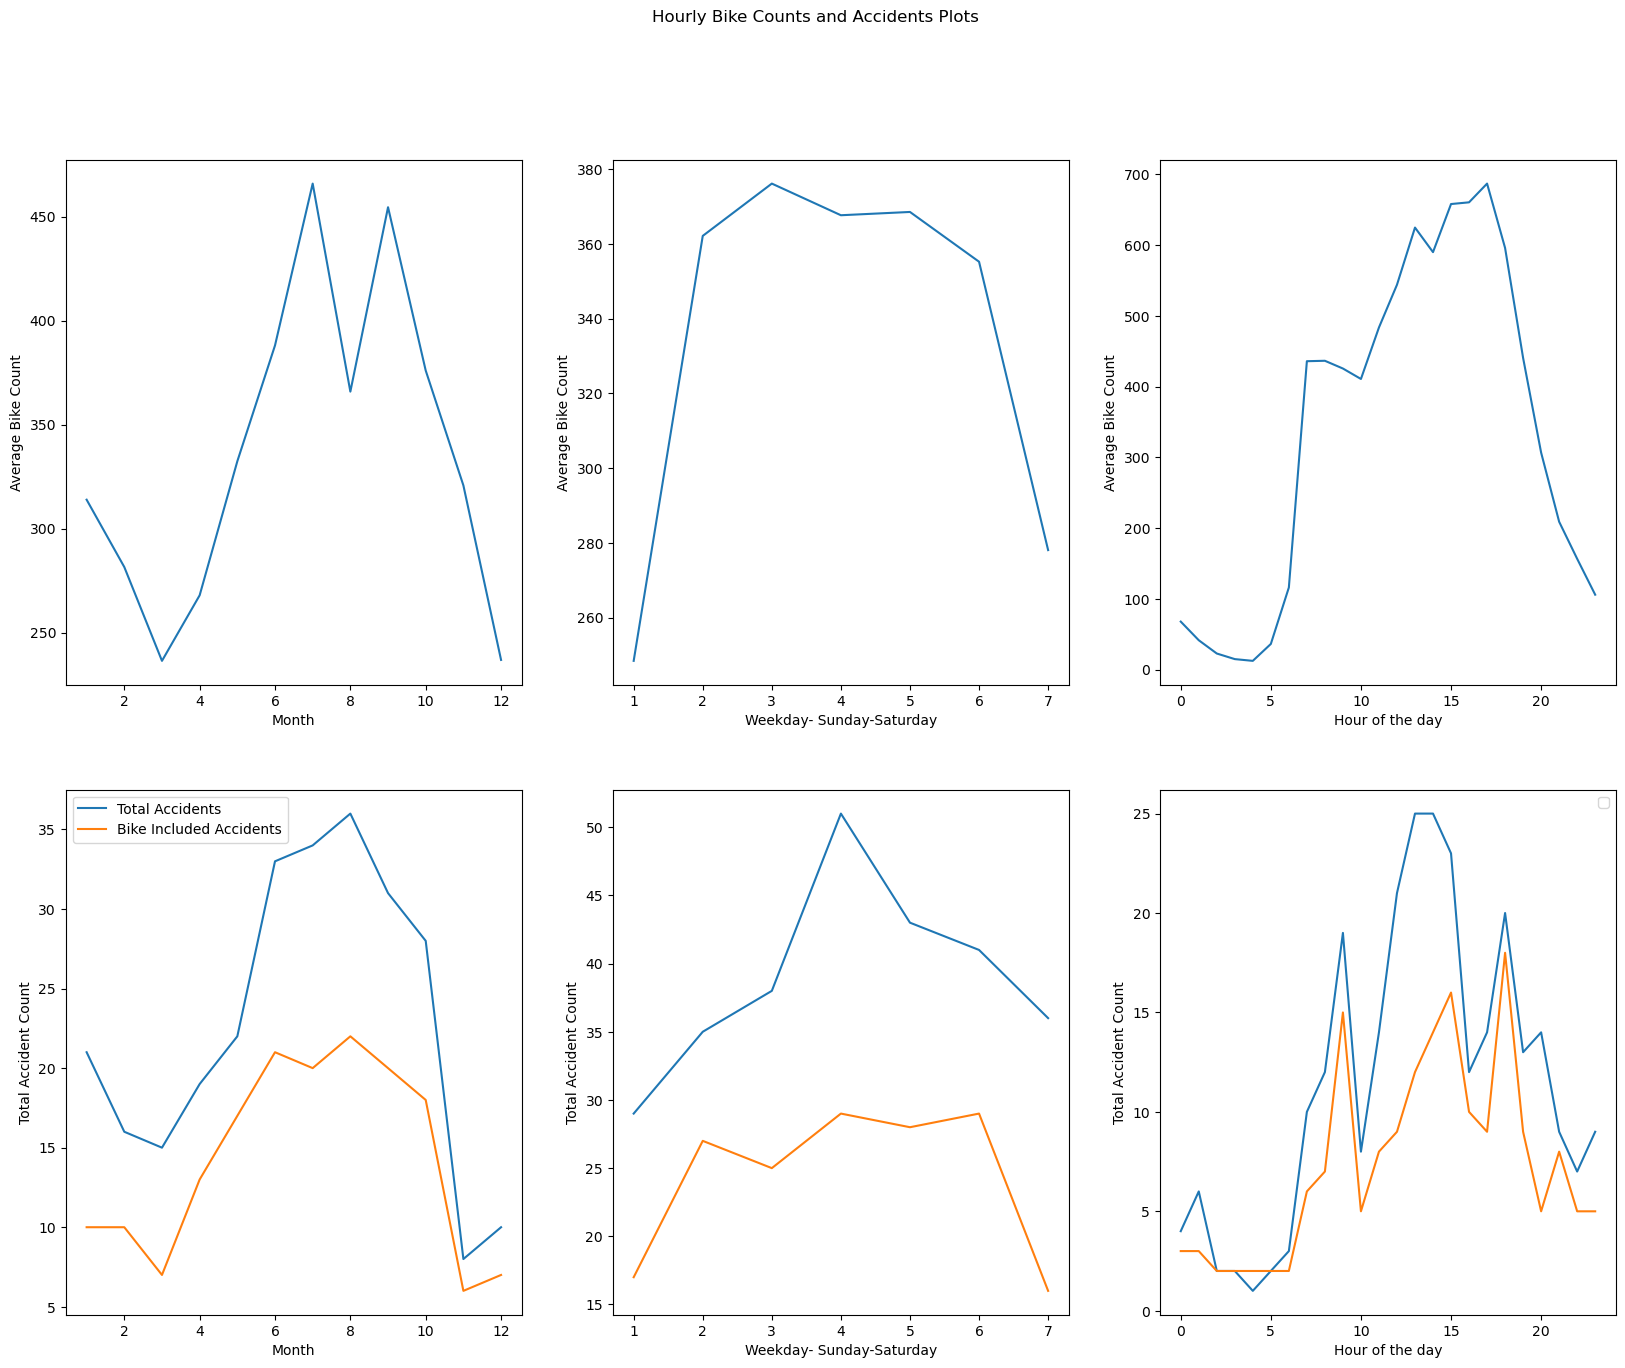 Hourly Bike Counts and Accidents Plots
450
400
350
300
250
Average Bike Count
2 4 6 8 10 12
Month
380
360
340
320
300
280
260
Average Bike Count
1 2 3 4 5 6 7
Weekday- Sunday-Saturday
700
600
500
400
300
200
100
0
Average Bike Count
0 5 10 15 20
Hour of the day
Total Accidents
Bike Included Accidents
35
30
25
20
15
10
5
Total Accident Count
2 4 6 8 10 12
Month
50
45
40
35
30
25
20
15
Total Accident Count
1 2 3 4 5 6 7
Weekday- Sunday-Saturday
25
20
15
10
5
0
Total Accident Count
0 5 10 15 20
Hour of the day